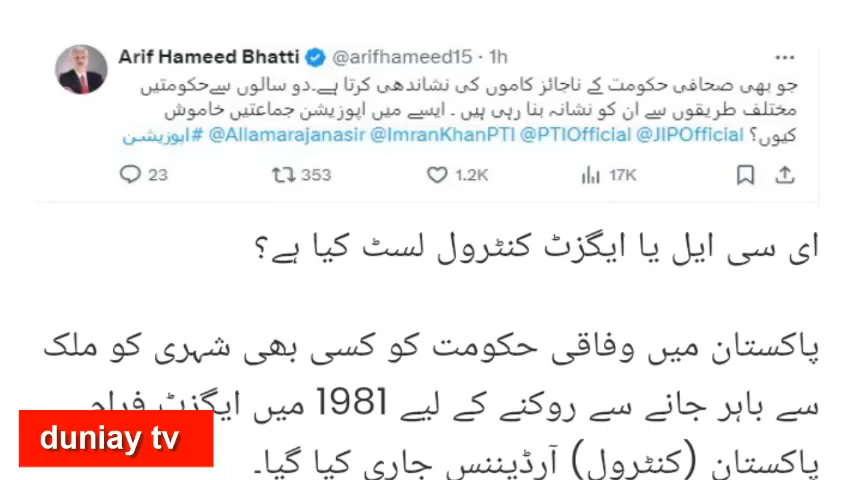 Arif Hameed Bhatti @arifhameed15 · 1h
جو بھی صحافی حکومت کے ناجائز کاموں کی نشاندھی کرتا ہے۔دو سالوں سےحکومتیں
مختلف طریقوں سے ان کو نشانہ بنا رہی ہیں ۔ ایسے میں اپوزیشن جماعتیں خاموش
کیوں؟ @Allamarajanasir @ImranKhanPTI @PTIOfficial @JIPOfficial #اپوزیشن
23 353 1.2K 17K
ای سی ایل یا ایگزٹ کنٹرول لسٹ کیا ہے؟
پاکستان میں وفاقی حکومت کو کسی بھی شہری کو ملک
سے باہر جانے سے روکنے کے لیے 1981 میں ایگزٹ فرام
پاکستان (کنٹرول) آرڈیننس جاری کیا گیا۔
duniay tv